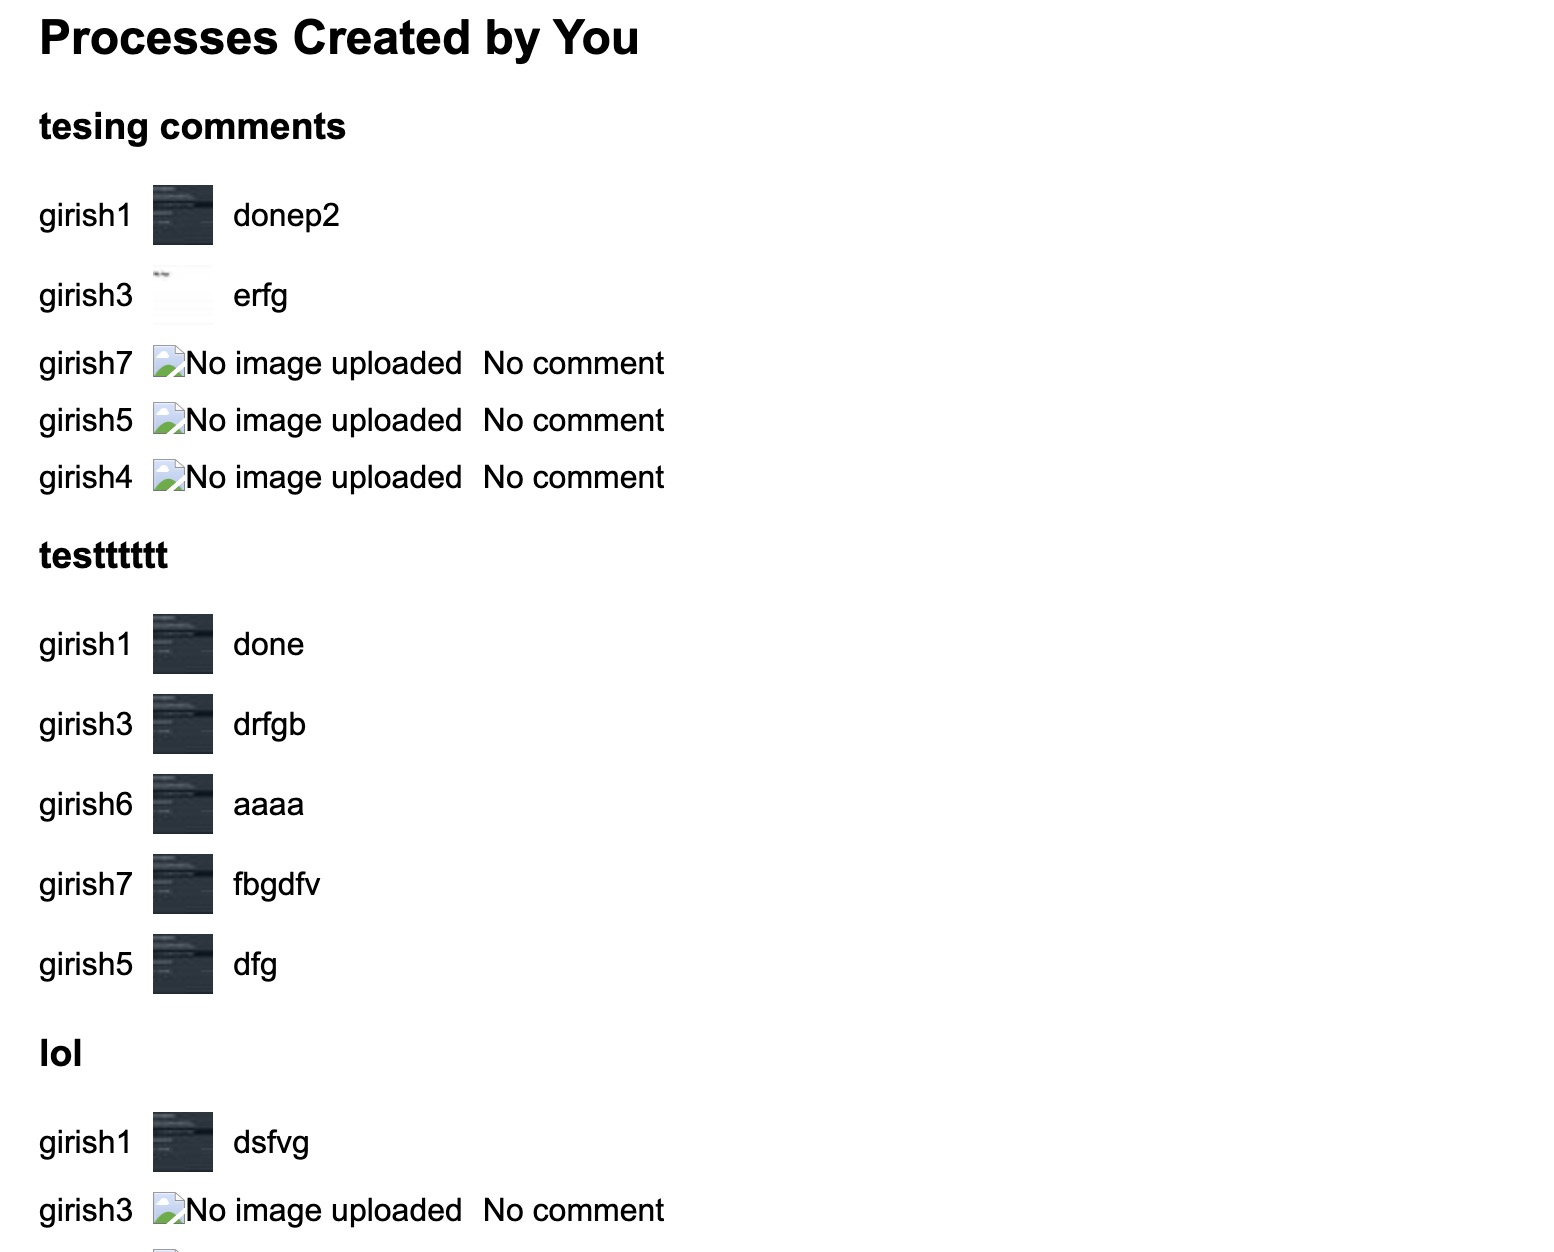 Processes Created by You
tesing comments
girish1 donep2
girish3 erfg
girish7 No image uploaded No comment
girish5 No image uploaded No comment
girish4 No image uploaded No comment
testttttt
girish1 done
girish3 drfgb
girish6 aaaa
girish7 fbgdfv
girish5 dfg
lol
girish1 dsfvg
girish3 No image uploaded No comment